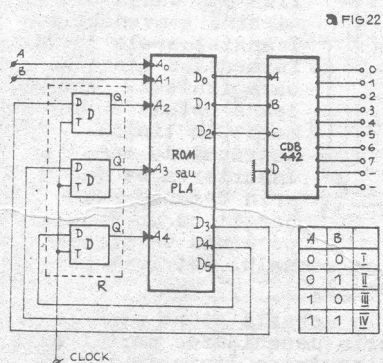 a FIG 22
A
B
D Q
D
T
D Q
D
T
D Q
D
T
R
A0
A1
A2
A3
A4
ROM
sau
PLA
D0
D1
D2
D3
D4
D5
A
B
C
D
CDB
442
0
1
2
3
4
5
6
7
-
-
A B
0 0 I
0 1 II
1 0 III
1 1 IV
CLOCK